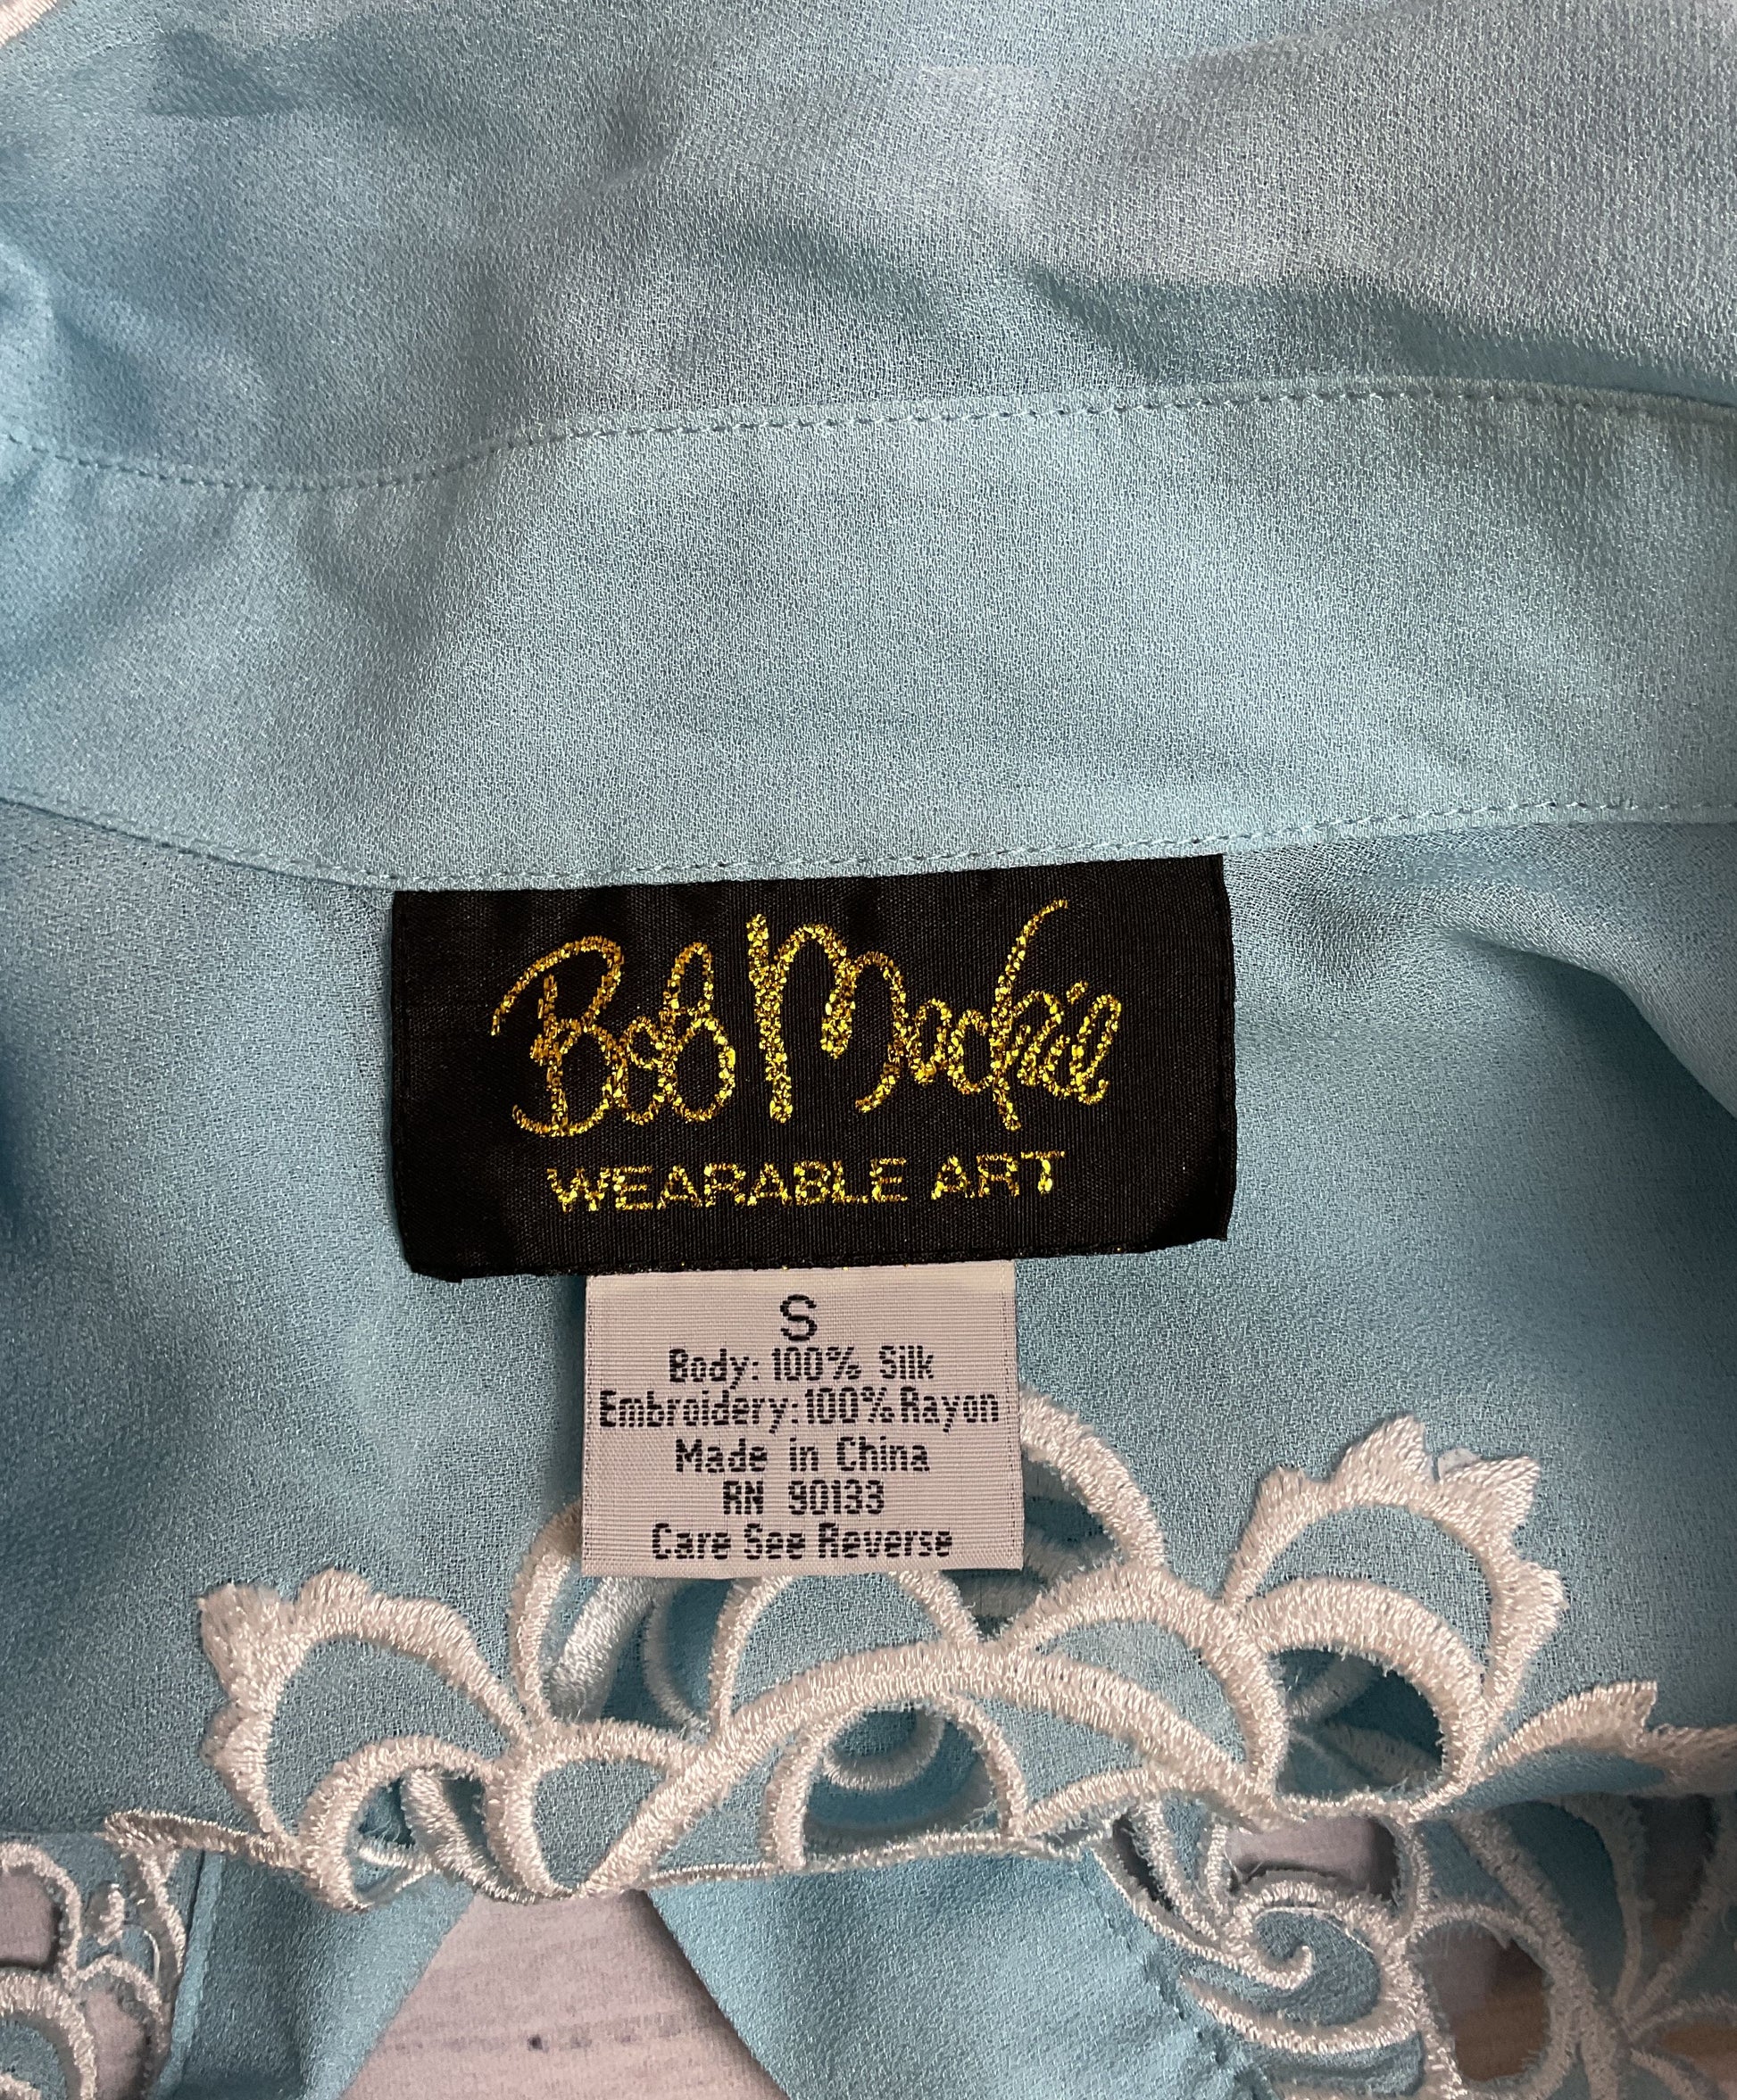 Bob Mackie
WEARABLE ART
S
Body: 100% Silk
Embroidery: 100% Rayon
Made in China
RN 90133
Care See Reverse